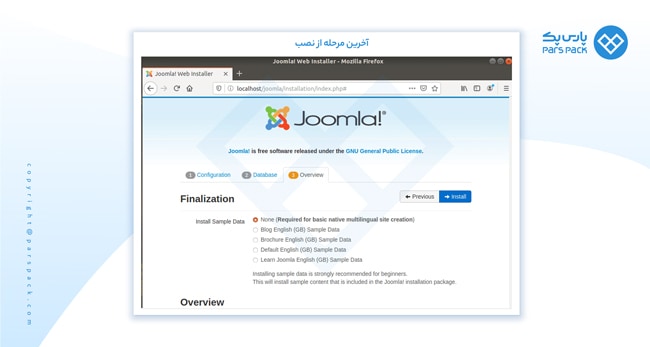 آخرین مرحله از نصب
پارس پک
PARS PACK
Joomla! Web Installer - Mozilla Firefox
Joomla! Web Installer
localhost/joomla/installation/index.php#
Joomla!®
Joomla! is free software released under the GNU General Public License.
1 Configuration 2 Database 3 Overview
Finalization
Previous Install
Install Sample Data
None (Required for basic native multilingual site creation)
Blog English (GB) Sample Data
Brochure English (GB) Sample Data
Default English (GB) Sample Data
Learn Joomla English (GB) Sample Data
Installing sample data is strongly recommended for beginners.
This will install sample content that is included in the Joomla! installation package.
Overview
copyright@parspack.com